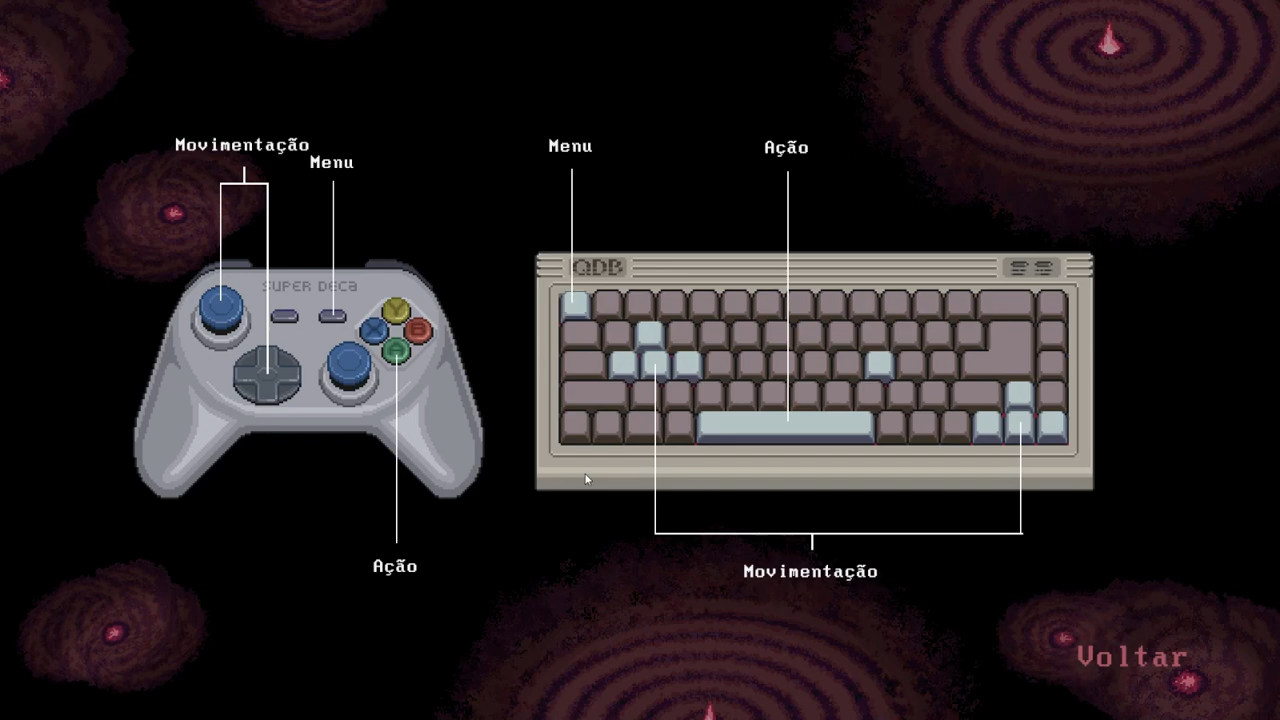 Movimentação
Menu
Menu
Ação
SUPER DECA
Y
X
B
A
QDB
Ação
Movimentação
Voltar